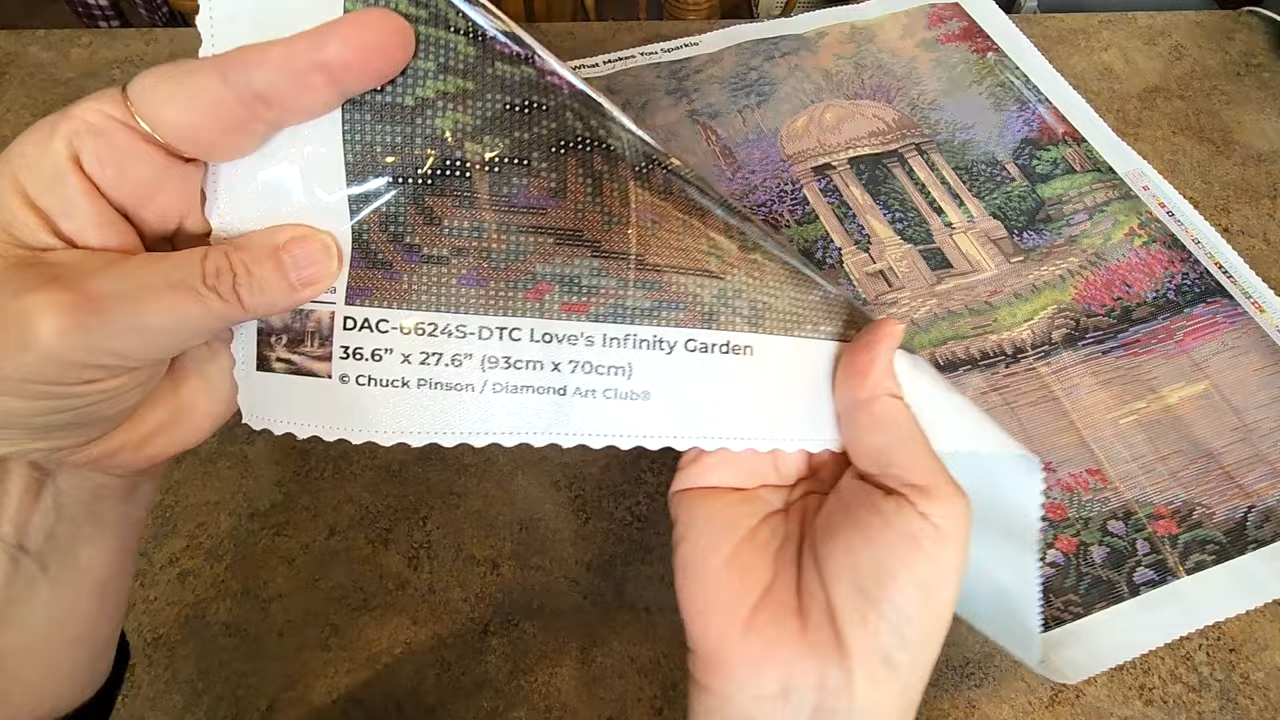 What Makes You Sparkle™
DAC-6624S-DTC Love's Infinity Garden
36.6” x 27.6” (93cm x 70cm)
© Chuck Pinson / Diamond Art Club®